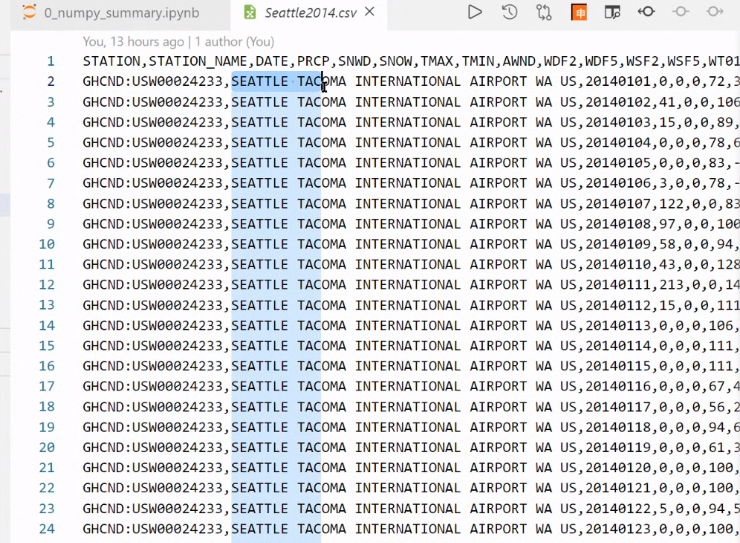 0_numpy_summary.ipynb
Seattle2014.csv
You, 13 hours ago | 1 author (You)
1 STATION,STATION_NAME,DATE,PRCP,SNWD,SNOW,TMAX,TMIN,AWND,WDF2,WDF5,WSF2,WSF5,WT01
2 GHCND:USW00024233,SEATTLE TACOMA INTERNATIONAL AIRPORT WA US,20140101,0,0,0,72,3
3 GHCND:USW00024233,SEATTLE TACOMA INTERNATIONAL AIRPORT WA US,20140102,41,0,0,106
4 GHCND:USW00024233,SEATTLE TACOMA INTERNATIONAL AIRPORT WA US,20140103,15,0,0,89,
5 GHCND:USW00024233,SEATTLE TACOMA INTERNATIONAL AIRPORT WA US,20140104,0,0,0,78,6
6 GHCND:USW00024233,SEATTLE TACOMA INTERNATIONAL AIRPORT WA US,20140105,0,0,0,83,-
7 GHCND:USW00024233,SEATTLE TACOMA INTERNATIONAL AIRPORT WA US,20140106,3,0,0,78,-
8 GHCND:USW00024233,SEATTLE TACOMA INTERNATIONAL AIRPORT WA US,20140107,122,0,0,83
9 GHCND:USW00024233,SEATTLE TACOMA INTERNATIONAL AIRPORT WA US,20140108,97,0,0,100
10 GHCND:USW00024233,SEATTLE TACOMA INTERNATIONAL AIRPORT WA US,20140109,58,0,0,94,
11 GHCND:USW00024233,SEATTLE TACOMA INTERNATIONAL AIRPORT WA US,20140110,43,0,0,128
12 GHCND:USW00024233,SEATTLE TACOMA INTERNATIONAL AIRPORT WA US,20140111,213,0,0,14
13 GHCND:USW00024233,SEATTLE TACOMA INTERNATIONAL AIRPORT WA US,20140112,15,0,0,111
14 GHCND:USW00024233,SEATTLE TACOMA INTERNATIONAL AIRPORT WA US,20140113,0,0,0,106,
15 GHCND:USW00024233,SEATTLE TACOMA INTERNATIONAL AIRPORT WA US,20140114,0,0,0,111,
16 GHCND:USW00024233,SEATTLE TACOMA INTERNATIONAL AIRPORT WA US,20140115,0,0,0,111,
17 GHCND:USW00024233,SEATTLE TACOMA INTERNATIONAL AIRPORT WA US,20140116,0,0,0,67,4
18 GHCND:USW00024233,SEATTLE TACOMA INTERNATIONAL AIRPORT WA US,20140117,0,0,0,56,2
19 GHCND:USW00024233,SEATTLE TACOMA INTERNATIONAL AIRPORT WA US,20140118,0,0,0,94,6
20 GHCND:USW00024233,SEATTLE TACOMA INTERNATIONAL AIRPORT WA US,20140119,0,0,0,61,3
21 GHCND:USW00024233,SEATTLE TACOMA INTERNATIONAL AIRPORT WA US,20140120,0,0,0,100,
22 GHCND:USW00024233,SEATTLE TACOMA INTERNATIONAL AIRPORT WA US,20140121,0,0,0,100,
23 GHCND:USW00024233,SEATTLE TACOMA INTERNATIONAL AIRPORT WA US,20140122,5,0,0,94,5
24 GHCND:USW00024233,SEATTLE TACOMA INTERNATIONAL AIRPORT WA US,20140123,0,0,0,100,